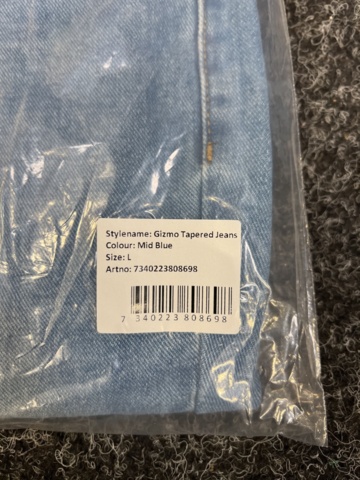 Stylename: Gizmo Tapered Jeans
Colour: Mid Blue
Size: L
Artno: 7340223808698
7 340223 808698